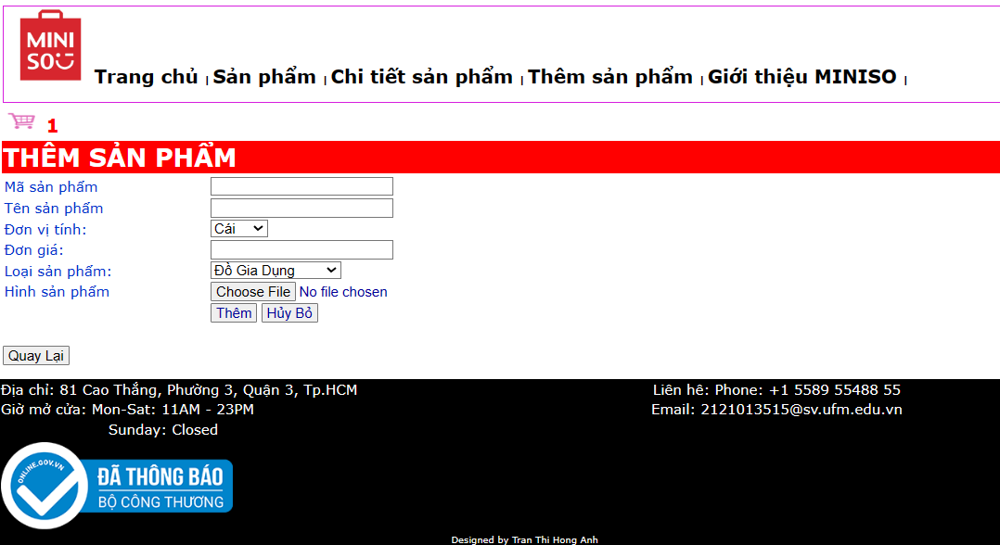 MINI
SO
Trang chủ | Sản phẩm | Chi tiết sản phẩm | Thêm sản phẩm | Giới thiệu MINISO |
1
THÊM SẢN PHẨM
Mã sản phẩm
Tên sản phẩm
Đơn vị tính: Cái
Đơn giá:
Loại sản phẩm: Đồ Gia Dụng
Hình sản phẩm Choose File No file chosen
Thêm Hủy Bỏ
Quay Lại
Địa chỉ: 81 Cao Thắng, Phường 3, Quận 3, Tp.HCM
Giờ mở cửa: Mon-Sat: 11AM - 23PM
Sunday: Closed
Liên hê: Phone: +1 5589 55488 55
Email: 2121013515@sv.ufm.edu.vn
ONLINE.GOV.VN
ĐÃ THÔNG BÁO
BỘ CÔNG THƯƠNG
Designed by Tran Thi Hong Anh